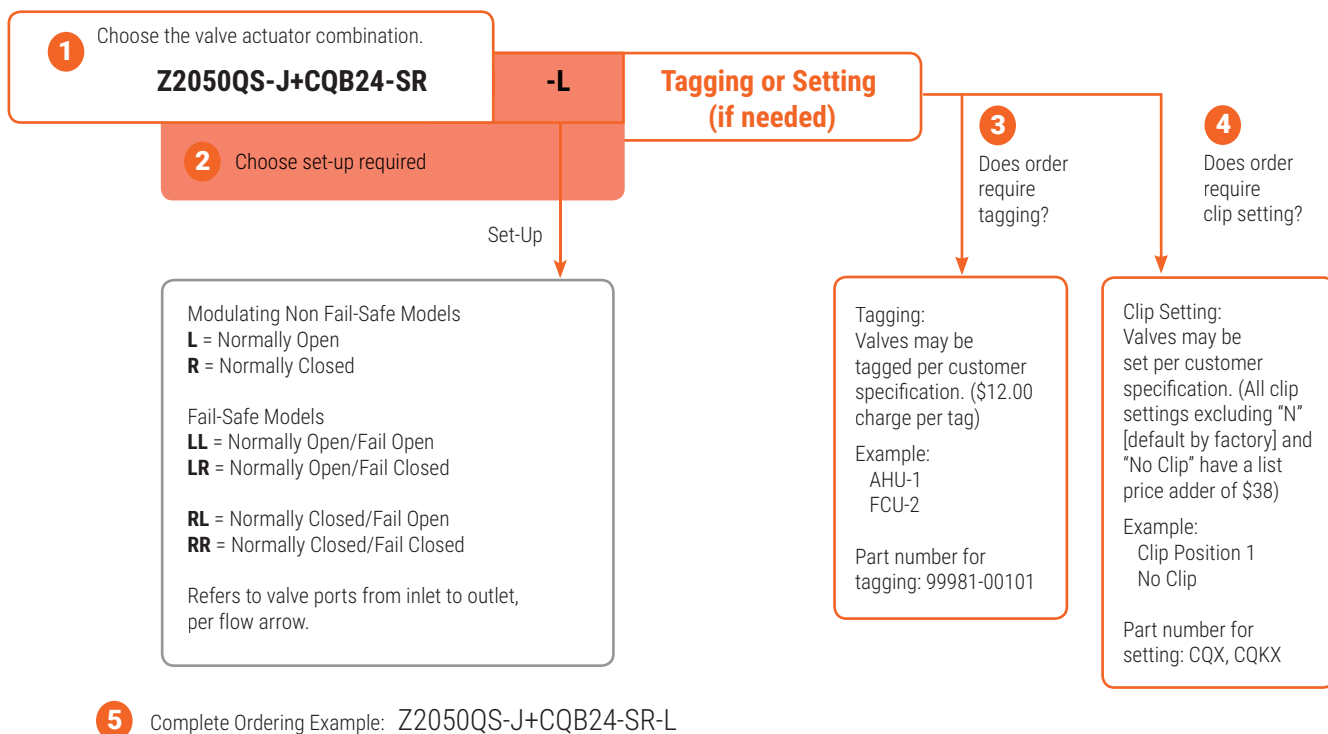 1
Choose the valve actuator combination.
Z2050QS-J+CQB24-SR
-L
Tagging or Setting
(if needed)
2
Choose set-up required
3
Does order
require
tagging?
4
Does order
require
clip setting?
Set-Up
Modulating Non Fail-Safe Models
L = Normally Open
R = Normally Closed
Fail-Safe Models
LL = Normally Open/Fail Open
LR = Normally Open/Fail Closed
RL = Normally Closed/Fail Open
RR = Normally Closed/Fail Closed
Refers to valve ports from inlet to outlet,
per flow arrow.
Tagging:
Valves may be
tagged per customer
specification. ($12.00
charge per tag)
Example:
AHU-1
FCU-2
Part number for
tagging: 99981-00101
Clip Setting:
Valves may be
set per customer
specification. (All clip
settings excluding “N”
[default by factory] and
“No Clip” have a list
price adder of $38)
Example:
Clip Position 1
No Clip
Part number for
setting: CQX, CQKX
5
Complete Ordering Example: Z2050QS-J+CQB24-SR-L